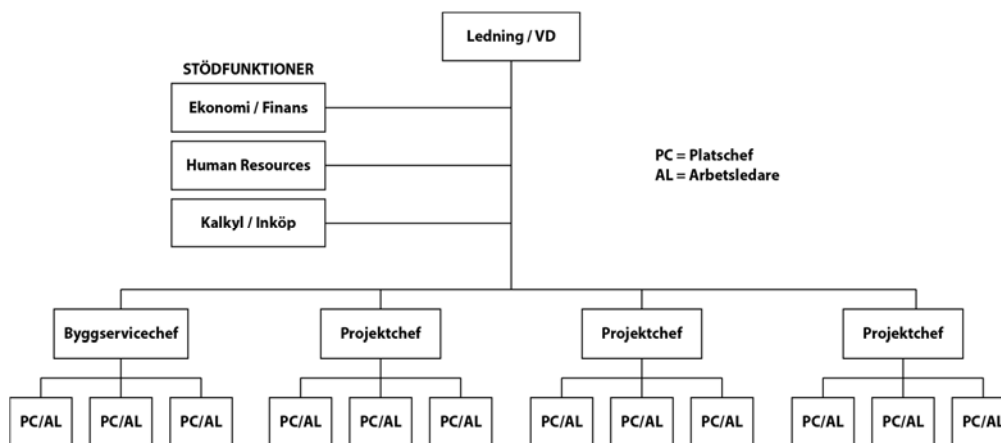 Ledning / VD
STÖDFUNKTIONER
Ekonomi / Finans
Human Resources
Kalkyl / Inköp
PC = Platschef
AL = Arbetsledare
Byggservicechef
Projektchef
Projektchef
Projektchef
PC/AL
PC/AL
PC/AL
PC/AL
PC/AL
PC/AL
PC/AL
PC/AL
PC/AL
PC/AL
PC/AL
PC/AL